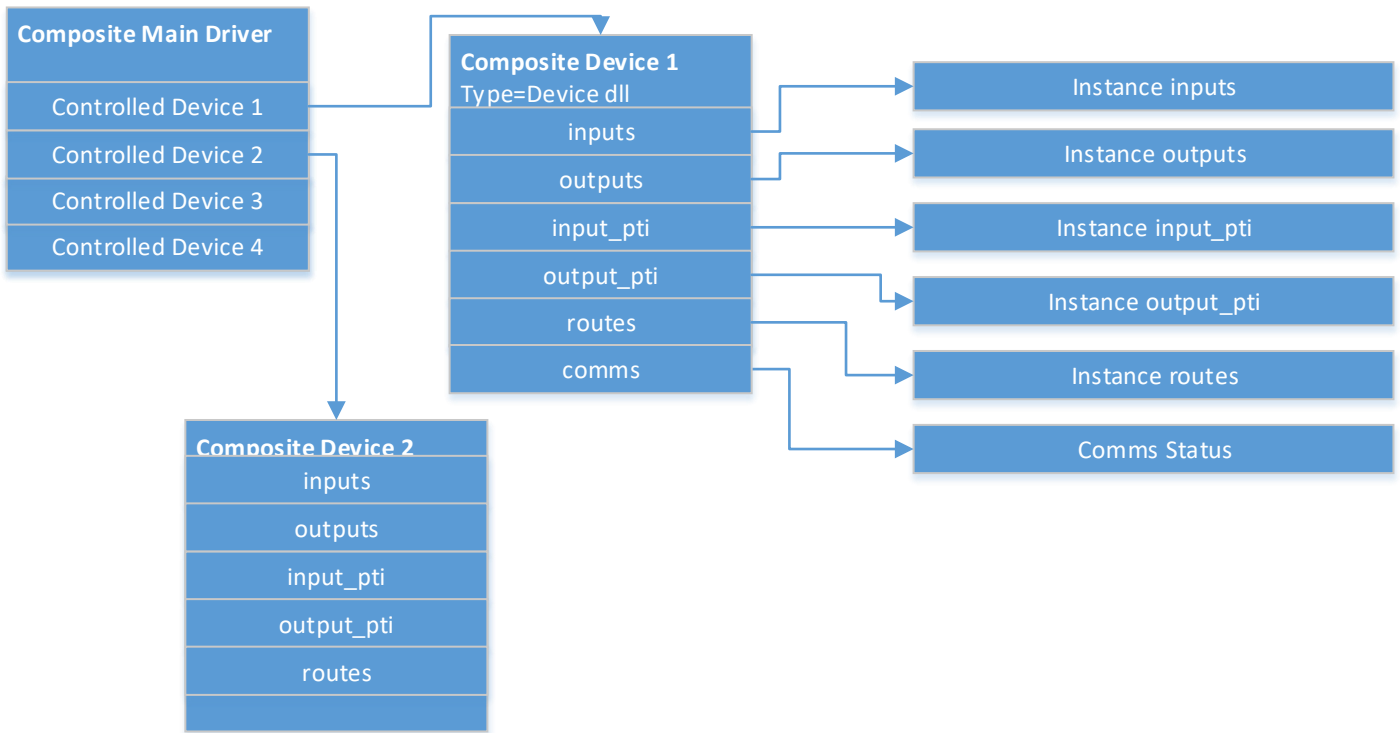 Composite Main Driver
Controlled Device 1
Controlled Device 2
Controlled Device 3
Controlled Device 4
Composite Device 1
Type=Device dll
inputs
outputs
input_pti
output_pti
routes
comms
Instance inputs
Instance outputs
Instance input_pti
Instance output_pti
Instance routes
Comms Status
Composite Device 2
inputs
outputs
input_pti
output_pti
routes